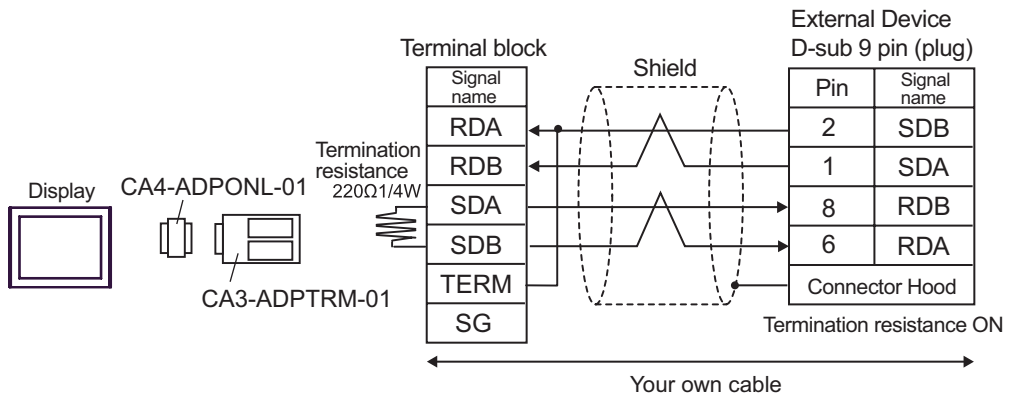 External Device
D-sub 9 pin (plug)
Terminal block
Shield
Signal name
Pin
Signal name
RDA
2
SDB
RDB
1
SDA
Termination resistance
220Ω1/4W
SDA
8
RDB
SDB
6
RDA
Display
CA4-ADPONL-01
CA3-ADPTRM-01
TERM
Connector Hood
SG
Termination resistance ON
Your own cable